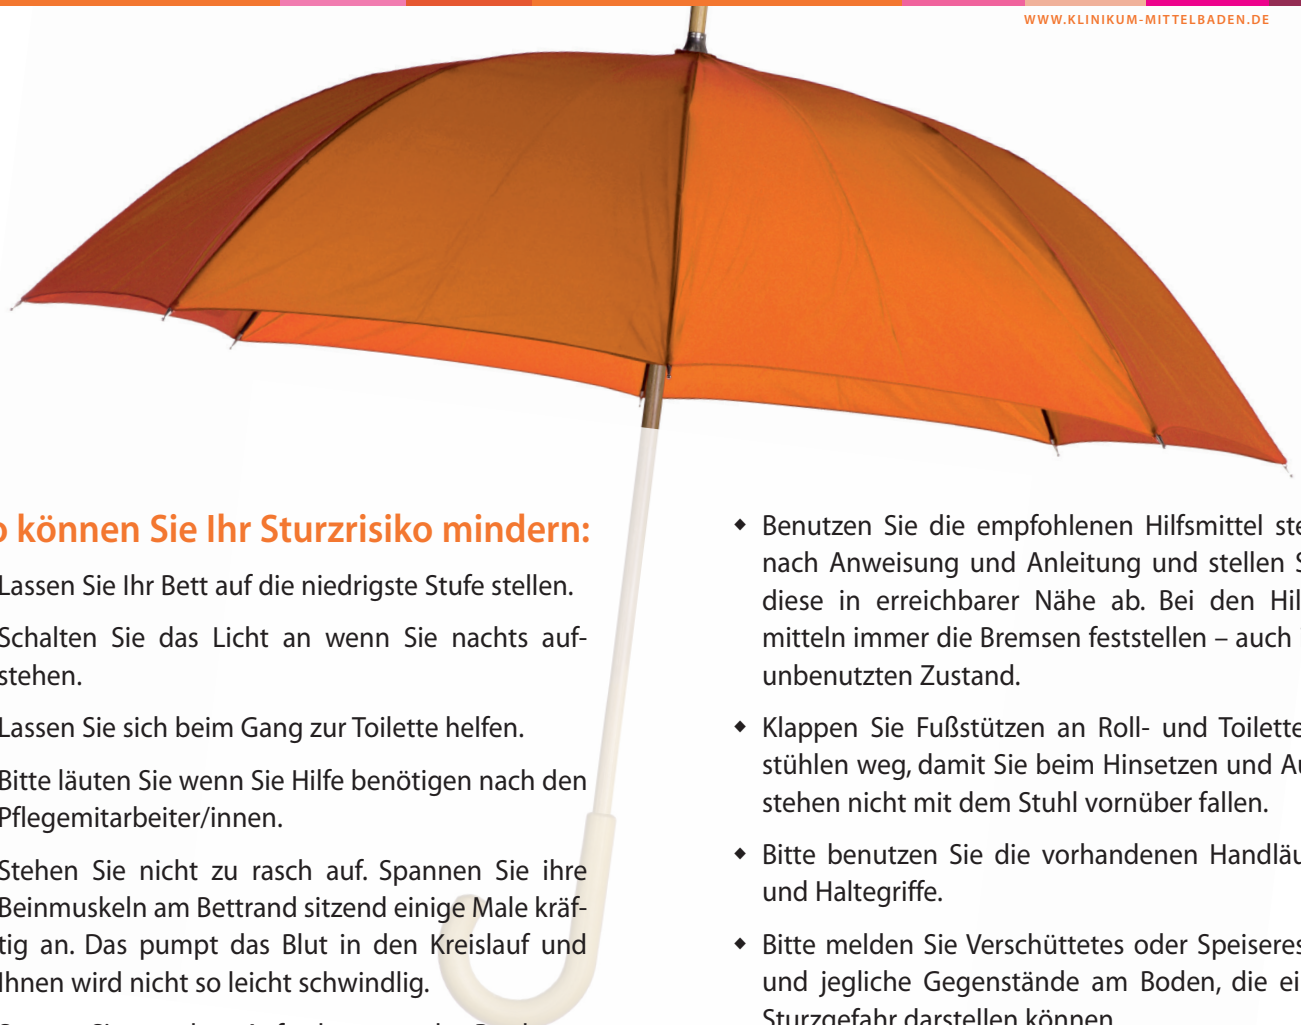 WWW.KLINIKUM-MITTELBADEN.DE
können Sie Ihr Sturzrisiko mindern:
Lassen Sie Ihr Bett auf die niedrigste Stufe stellen.
Schalten Sie das Licht an wenn Sie nachts auf-
stehen.
Lassen Sie sich beim Gang zur Toilette helfen.
Bitte läuten Sie wenn Sie Hilfe benötigen nach den
Pflegemitarbeiter/innen.
Stehen Sie nicht zu rasch auf. Spannen Sie ihre
Beinmuskeln am Bettrand sitzend einige Male kräf-
tig an. Das pumpt das Blut in den Kreislauf und
Ihnen wird nicht so leicht schwindlig.
◆ Benutzen Sie die empfohlenen Hilfsmittel
nach Anweisung und Anleitung und stellen
diese in erreichbarer Nähe ab. Bei den
mitteln immer die Bremsen feststellen – auch
unbenutzten Zustand.
◆ Klappen Sie Fußstützen an Roll- und
stühlen weg, damit Sie beim Hinsetzen und
stehen nicht mit dem Stuhl vornüber fallen.
◆ Bitte benutzen Sie die vorhandenen
und Haltegriffe.
◆ Bitte melden Sie Verschüttetes oder
und jegliche Gegenstände am Boden, die
Sturzgefahr darstellen können.